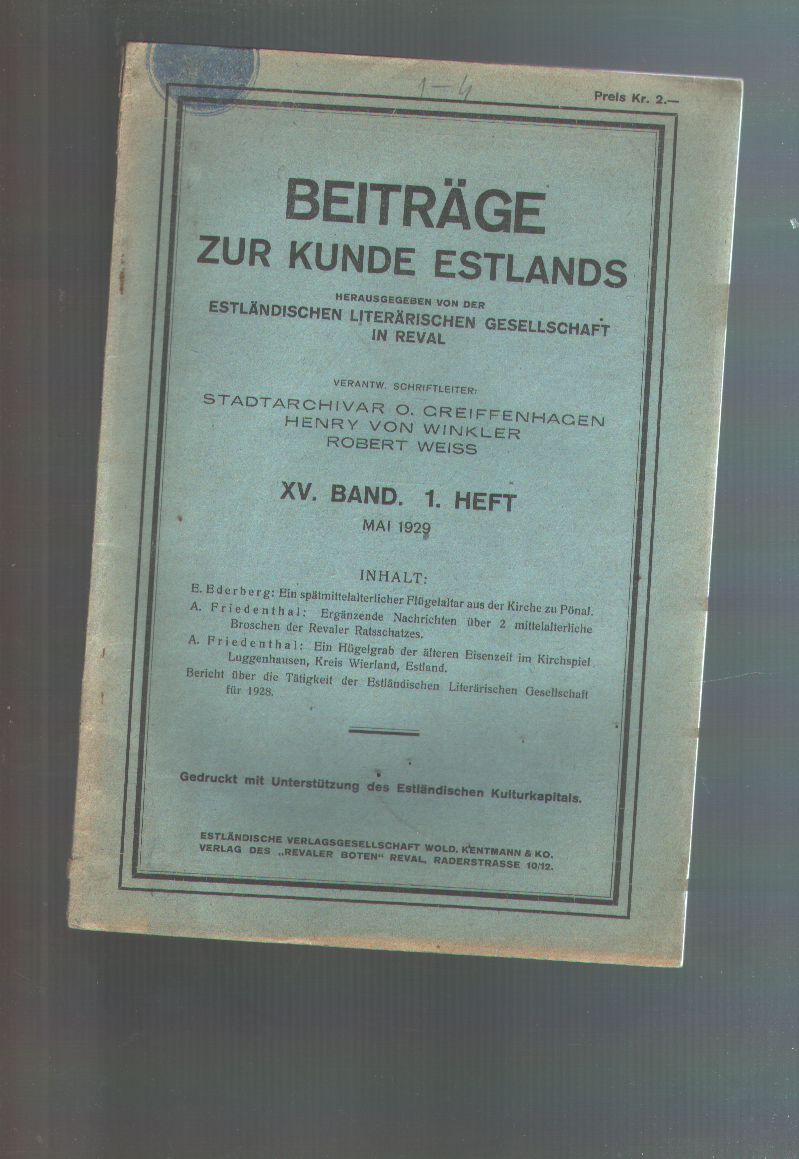 1–4
Preis Kr. 2.—
BEITRÄGE
ZUR KUNDE ESTLANDS
HERAUSGEGEBEN VON DER
ESTLÄNDISCHEN LITERÄRISCHEN GESELLSCHAFT
IN REVAL
VERANTW. SCHRIFTLEITER:
STADTARCHIVAR O. GREIFFENHAGEN
HENRY VON WINKLER
ROBERT WEISS
XV. BAND. 1. HEFT
MAI 1929
INHALT:
E. Ederberg: Ein spätmittelalterlicher Flügelaltar aus der Kirche zu Pönal.
A. Friedenthal: Ergänzende Nachrichten über 2 mittelalterliche
Broschen der Revaler Ratsschatzes.
A. Friedenthal: Ein Hügelgrab der älteren Eisenzeit im Kirchspiel
Luggenhausen, Kreis Wierland, Estland.
Bericht über die Tätigkeit der Estländischen Literärischen Gesellschaft
für 1928.
Gedruckt mit Unterstützung des Estländischen Kulturkapitals.
ESTLÄNDISCHE VERLAGSGESELLSCHAFT WOLD. KENTMANN & KO.
VERLAG DES „REVALER BOTEN“ REVAL, RADERSTRASSE 10/12.